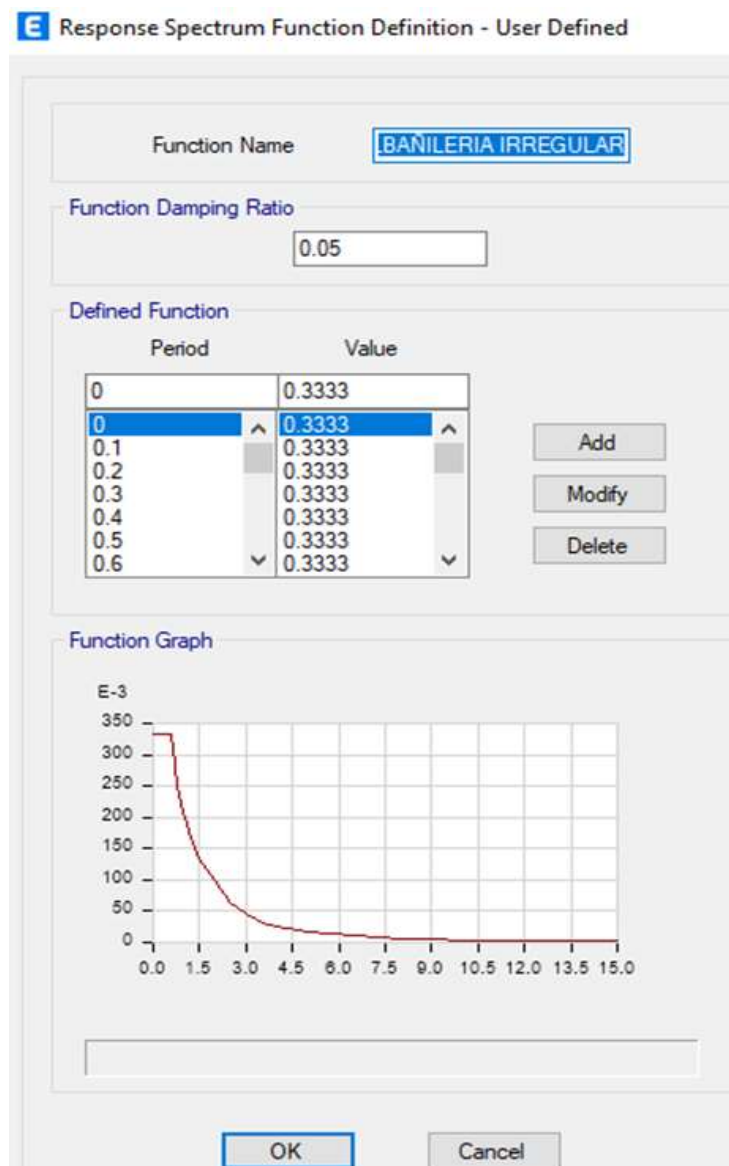 E Response Spectrum Function Definition - User Defined
Function Name .BAÑILERIA IRREGULAR
Function Damping Ratio
0.05
Defined Function
Period Value
0 0.3333
0 0.3333
0.1 0.3333
0.2 0.3333
0.3 0.3333
0.4 0.3333
0.5 0.3333
0.6 0.3333
Add
Modify
Delete
Function Graph
E-3
350
300
250
200
150
100
50
0
0.0 1.5 3.0 4.5 6.0 7.5 9.0 10.5 12.0 13.5 15.0
OK Cancel